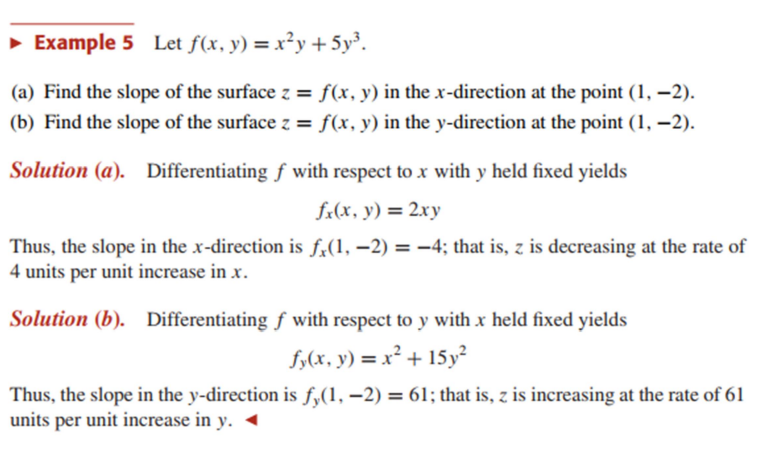 ► Example 5 Let f(x, y) = x²y + 5y³.
(a) Find the slope of the surface z = f(x, y) in the x-direction at the point (1, −2).
(b) Find the slope of the surface z = f(x, y) in the y-direction at the point (1, −2).
Solution (a). Differentiating f with respect to x with y held fixed yields
fₓ(x, y) = 2xy
Thus, the slope in the x-direction is fₓ(1, −2) = −4; that is, z is decreasing at the rate of
4 units per unit increase in x.
Solution (b). Differentiating f with respect to y with x held fixed yields
f_y(x, y) = x² + 15y²
Thus, the slope in the y-direction is f_y(1, −2) = 61; that is, z is increasing at the rate of 61
units per unit increase in y. ◄